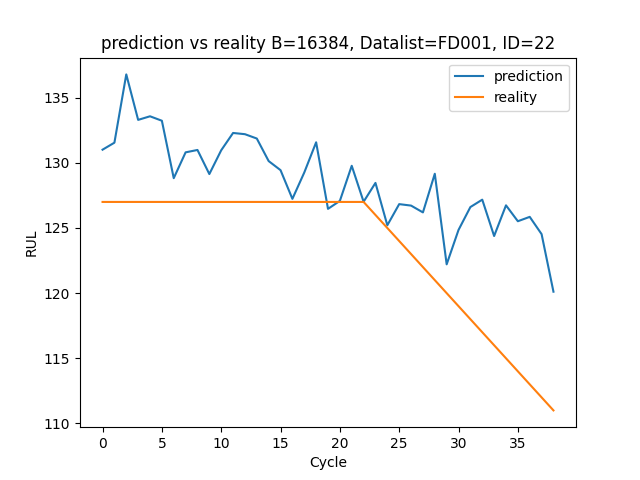 prediction vs reality B=16384, Datalist=FD001, ID=22
prediction
reality
135
130
125
120
115
110
RUL
0 5 10 15 20 25 30 35
Cycle